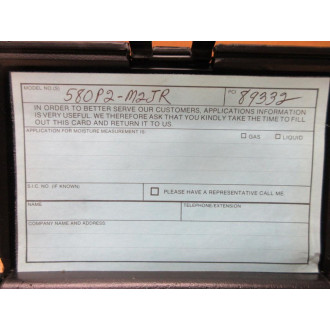 MODEL NO.(S) 580P2-M2JR PO 89332
IN ORDER TO BETTER SERVE OUR CUSTOMERS, APPLICATIONS INFORMATION
IS VERY USEFUL. WE THEREFORE ASK THAT YOU KINDLY TAKE THE TIME TO FILL
OUT THIS CARD AND RETURN IT TO US.
APPLICATION FOR MOISTURE MEASUREMENT IS: GAS LIQUID
S.I.C. NO. (IF KNOWN) PLEASE HAVE A REPRESENTATIVE CALL ME.
NAME TELEPHONE/EXTENSION
COMPANY NAME AND ADDRESS